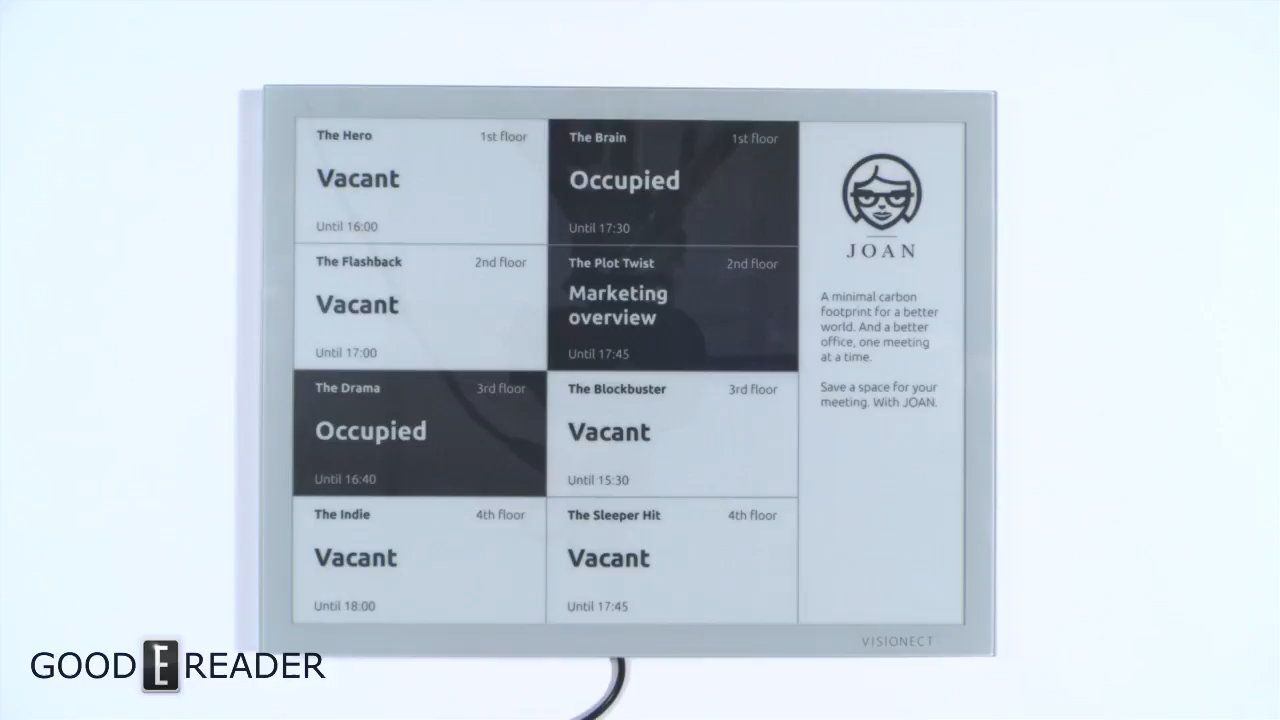 The Hero 1st floor
Vacant
Until 16:00
The Brain 1st floor
Occupied
Until 17:30
The Flashback 2nd floor
Vacant
Until 17:00
The Plot Twist 2nd floor
Marketing
overview
Until 17:45
The Drama 3rd floor
Occupied
Until 16:40
The Blockbuster 3rd floor
Vacant
Until 15:30
The Indie 4th floor
Vacant
Until 18:00
The Sleeper Hit 4th floor
Vacant
Until 17:45
JOAN
A minimal carbon
footprint for a better
world. And a better
office, one meeting
at a time.
Save a space for your
meeting. With JOAN.
VISIONECT
GOOD E READER